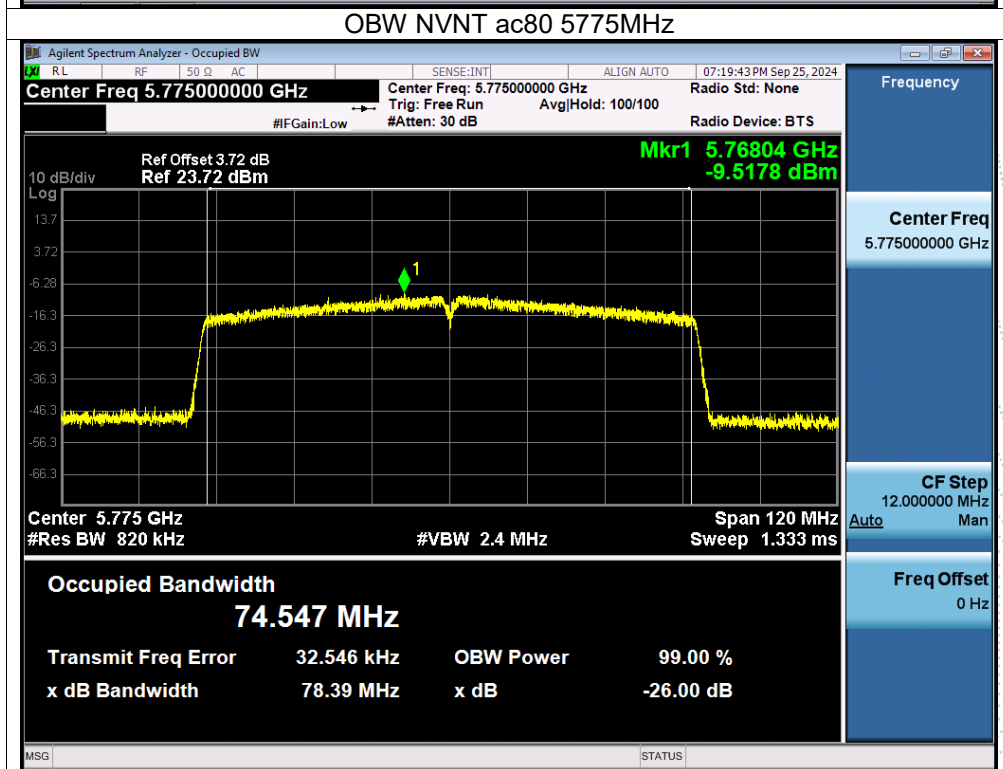 OBW NVNT ac80 5775MHz
Agilent Spectrum Analyzer - Occupied BW
LXI RL RF 50 Ω AC SENSE:INT ALIGN AUTO 07:19:43 PM Sep 25, 2024
Center Freq 5.775000000 GHz
#IFGain:Low
Center Freq: 5.775000000 GHz
Trig: Free Run Avg|Hold: 100/100
#Atten: 30 dB
Radio Std: None
Radio Device: BTS
Frequency
Mkr1 5.76804 GHz
-9.5178 dBm
Ref Offset 3.72 dB
10 dB/div Ref 23.72 dBm
Log
13.7
3.72
-6.28
-16.3
-26.3
-36.3
-46.3
-56.3
-66.3
1
Center 5.775 GHz Span 120 MHz
#Res BW 820 kHz #VBW 2.4 MHz Sweep 1.333 ms
Center Freq
5.775000000 GHz
CF Step
12.000000 MHz
Auto Man
Freq Offset
0 Hz
Occupied Bandwidth
74.547 MHz
Transmit Freq Error 32.546 kHz OBW Power 99.00 %
x dB Bandwidth 78.39 MHz x dB -26.00 dB
MSG STATUS